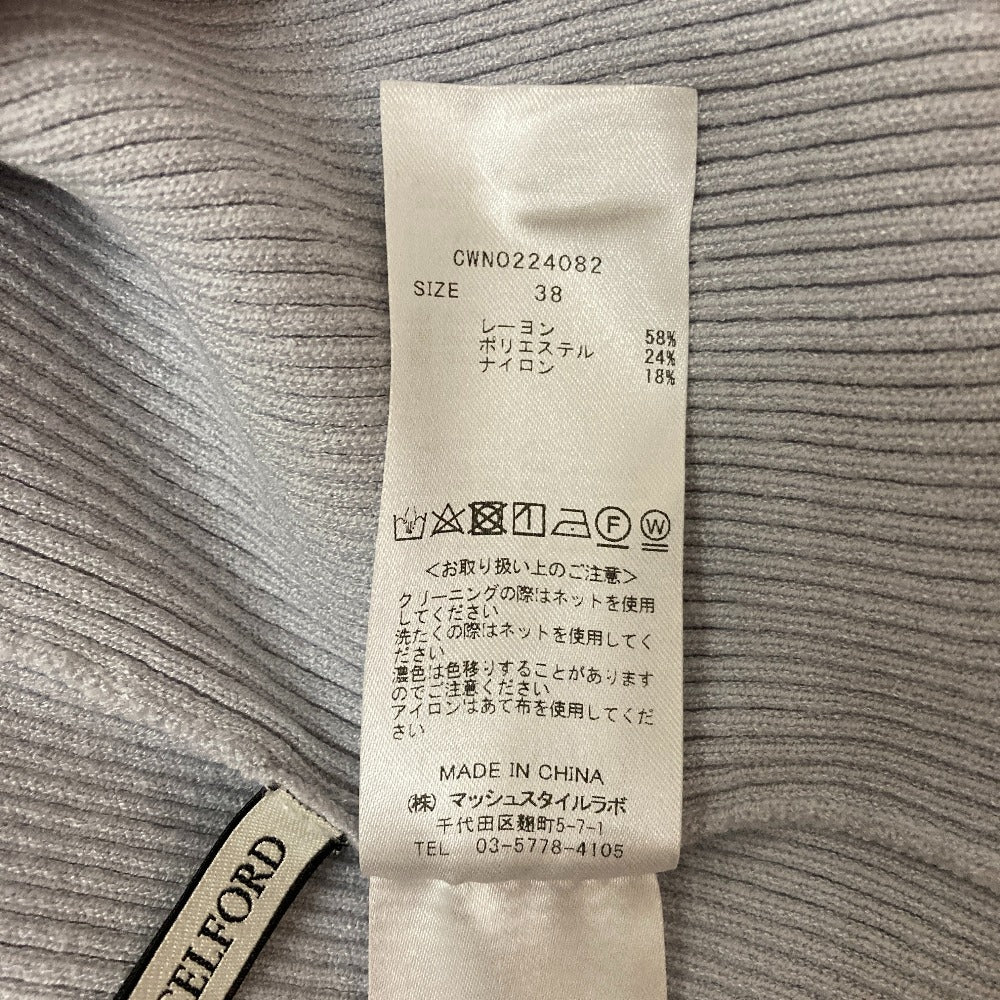 CWNO224082
SIZE 38
レーヨン 58%
ポリエステル 24%
ナイロン 18%
F W
<お取り扱い上のご注意>
クリーニングの際はネットを使用
してください
洗たくの際はネットを使用してく
ださい
濃色は色移りすることがあります
のでご注意ください
アイロンはあて布を使用してくだ
さい
MADE IN CHINA
(株) マッシュスタイルラボ
千代田区麹町5-7-1
TEL 03-5778-4105
CELFORD